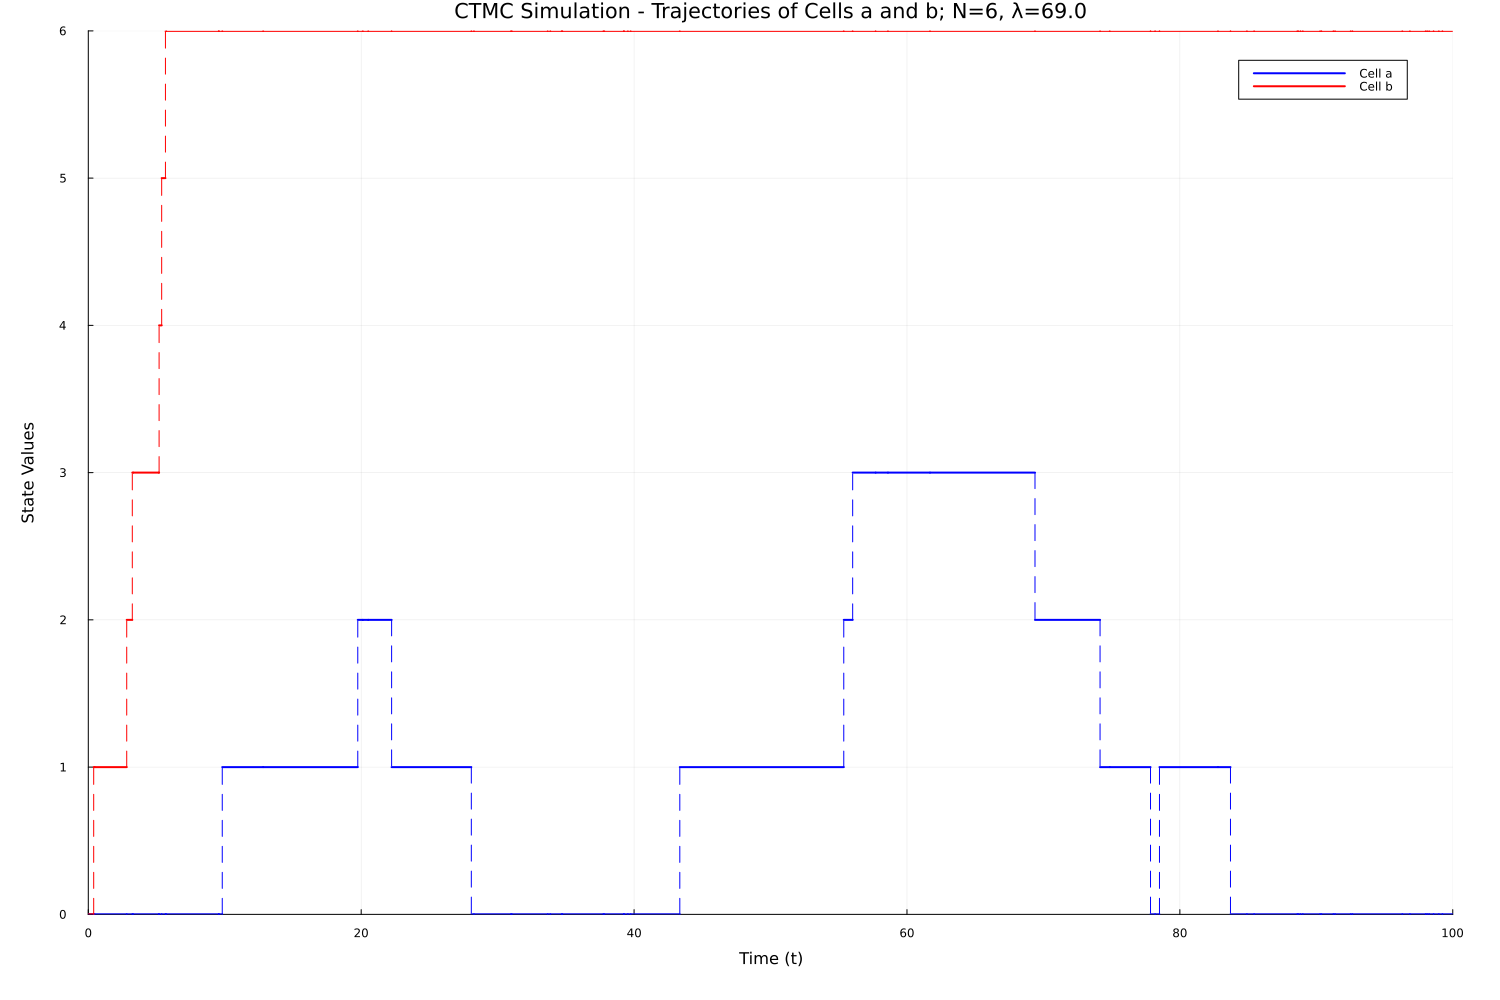 CTMC Simulation - Trajectories of Cells a and b; N=6, λ=69.0
6
Cell a
Cell b
5
4
3
2
1
0
State Values
0 20 40 60 80 100
Time (t)